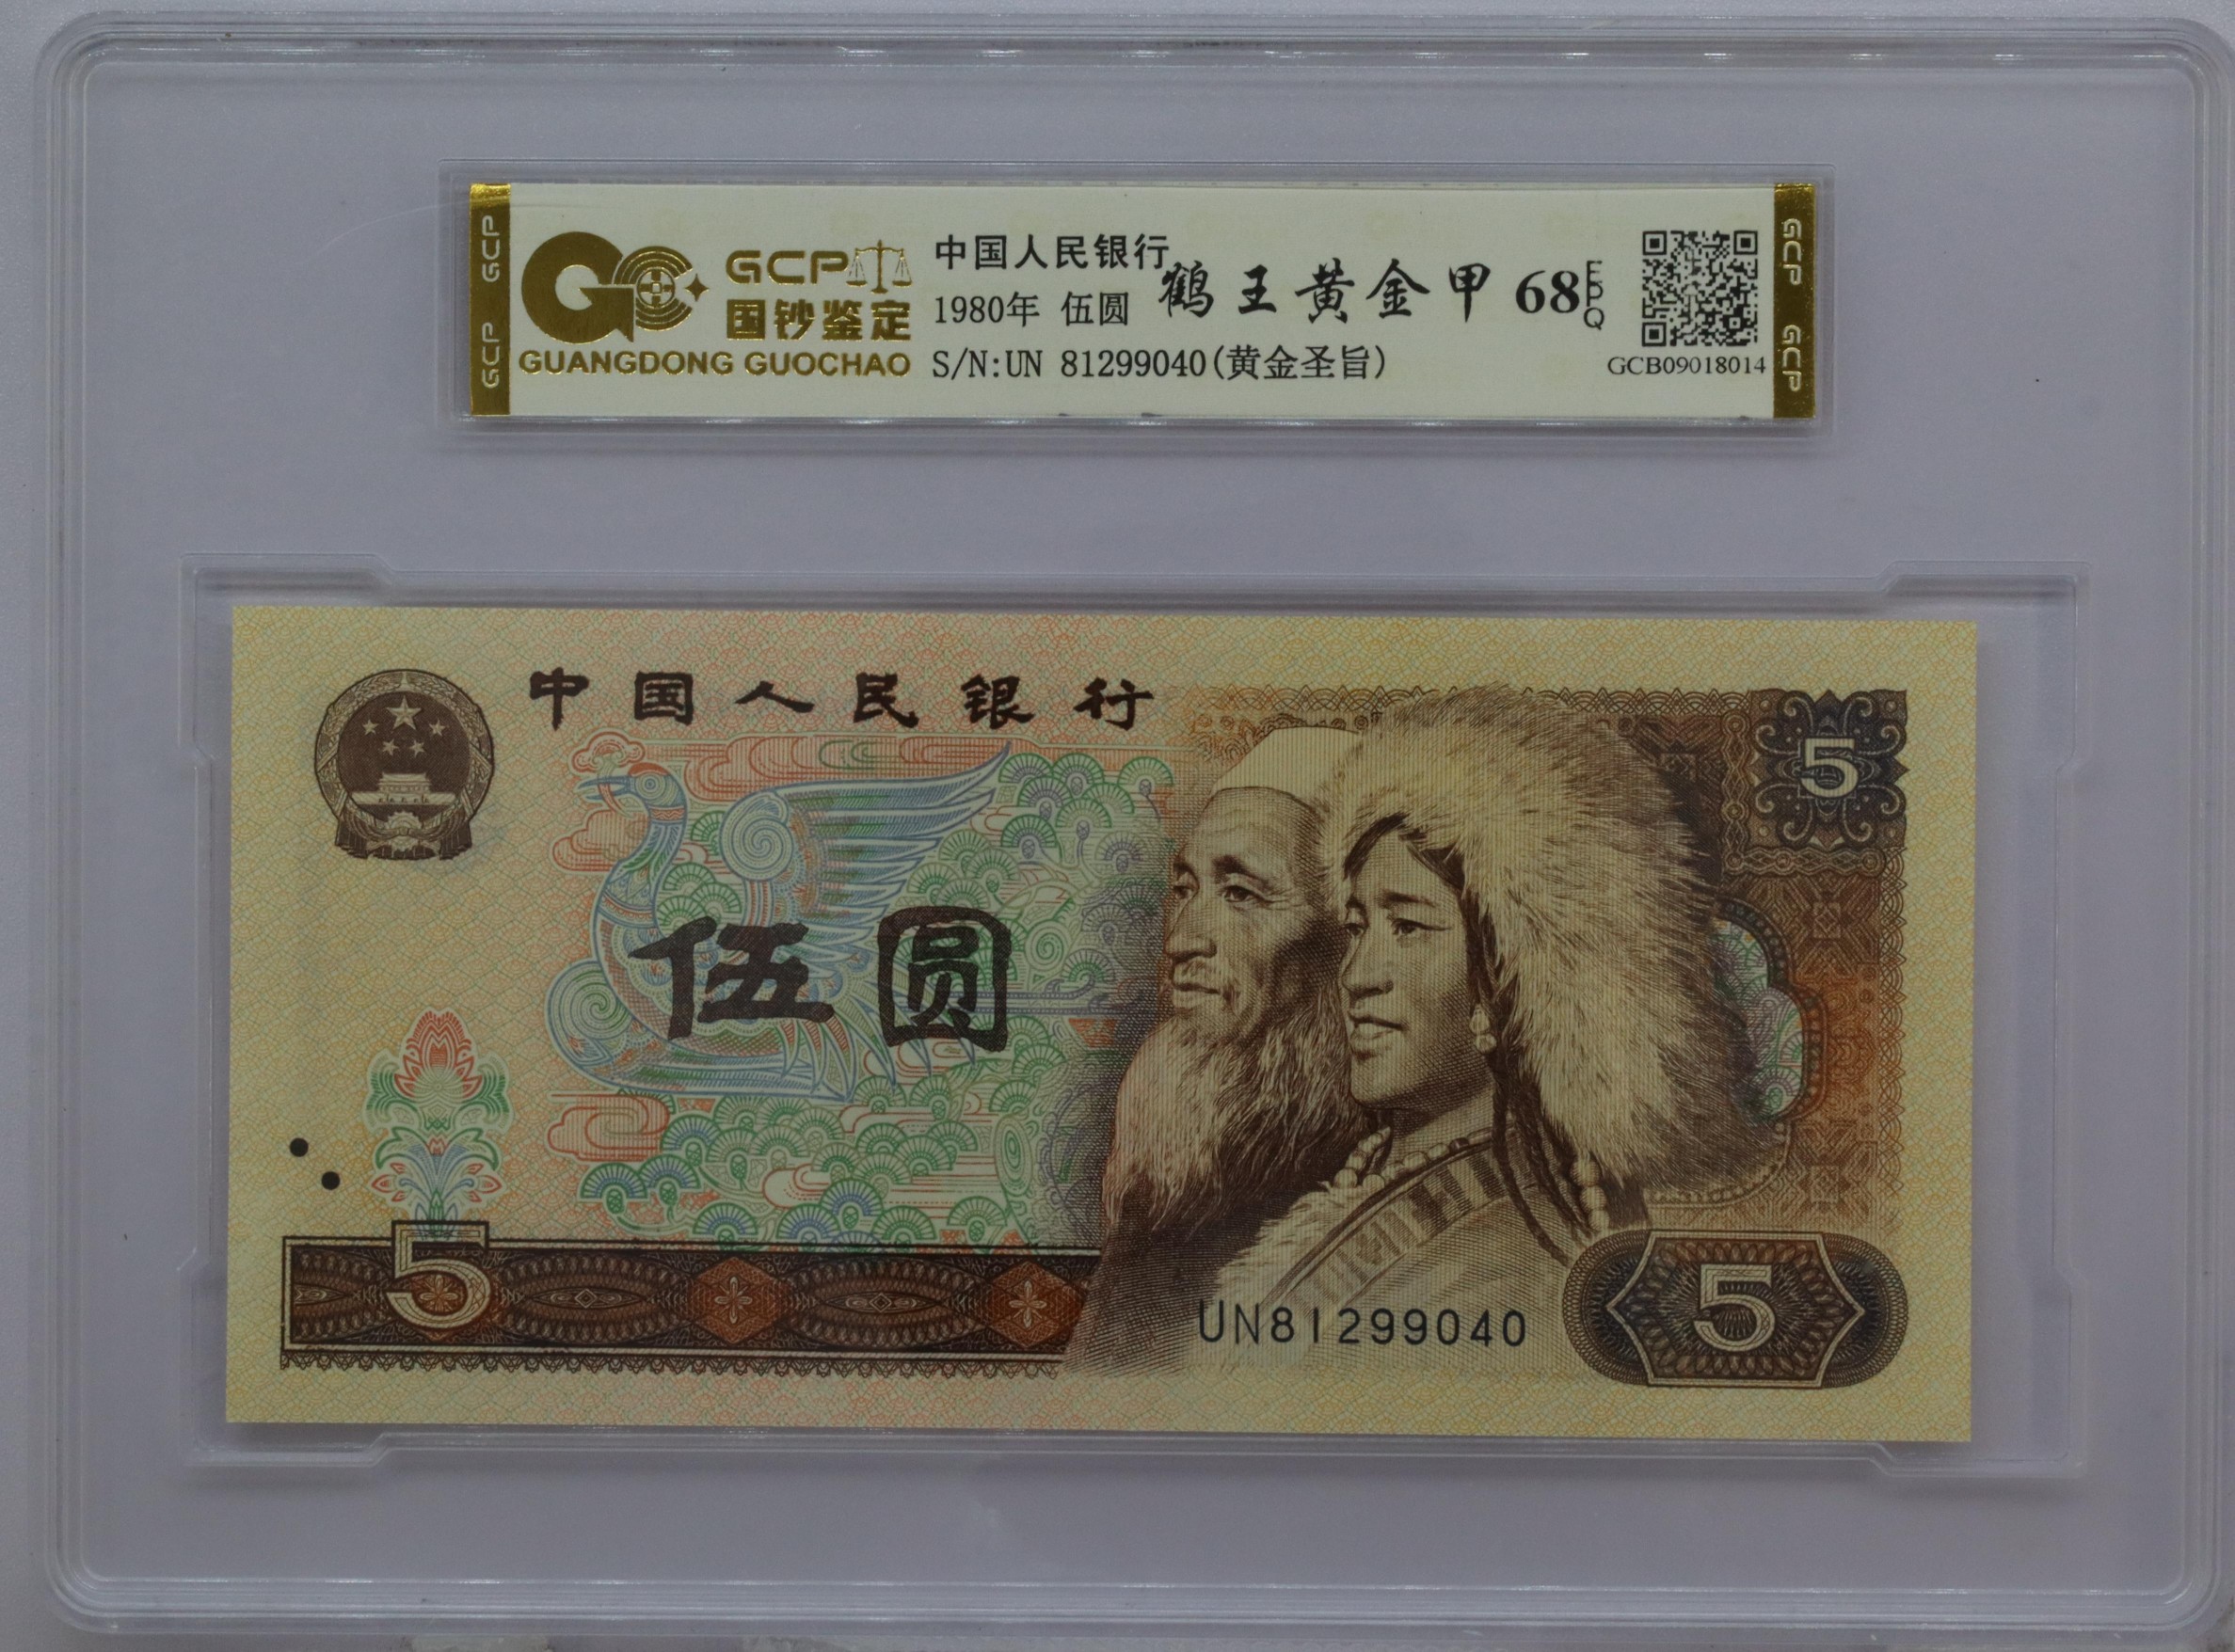 GCP
GCP
GCP
国钞鉴定
GUANGDONG GUOCHAO
中国人民银行
1980年 伍圆
鹤王黄金甲 68 EPQ
S/N:UN 81299040(黄金圣旨)
GCB09018014
GCP
GCP
中国人民银行
5
伍圆
5
UN81299040
5